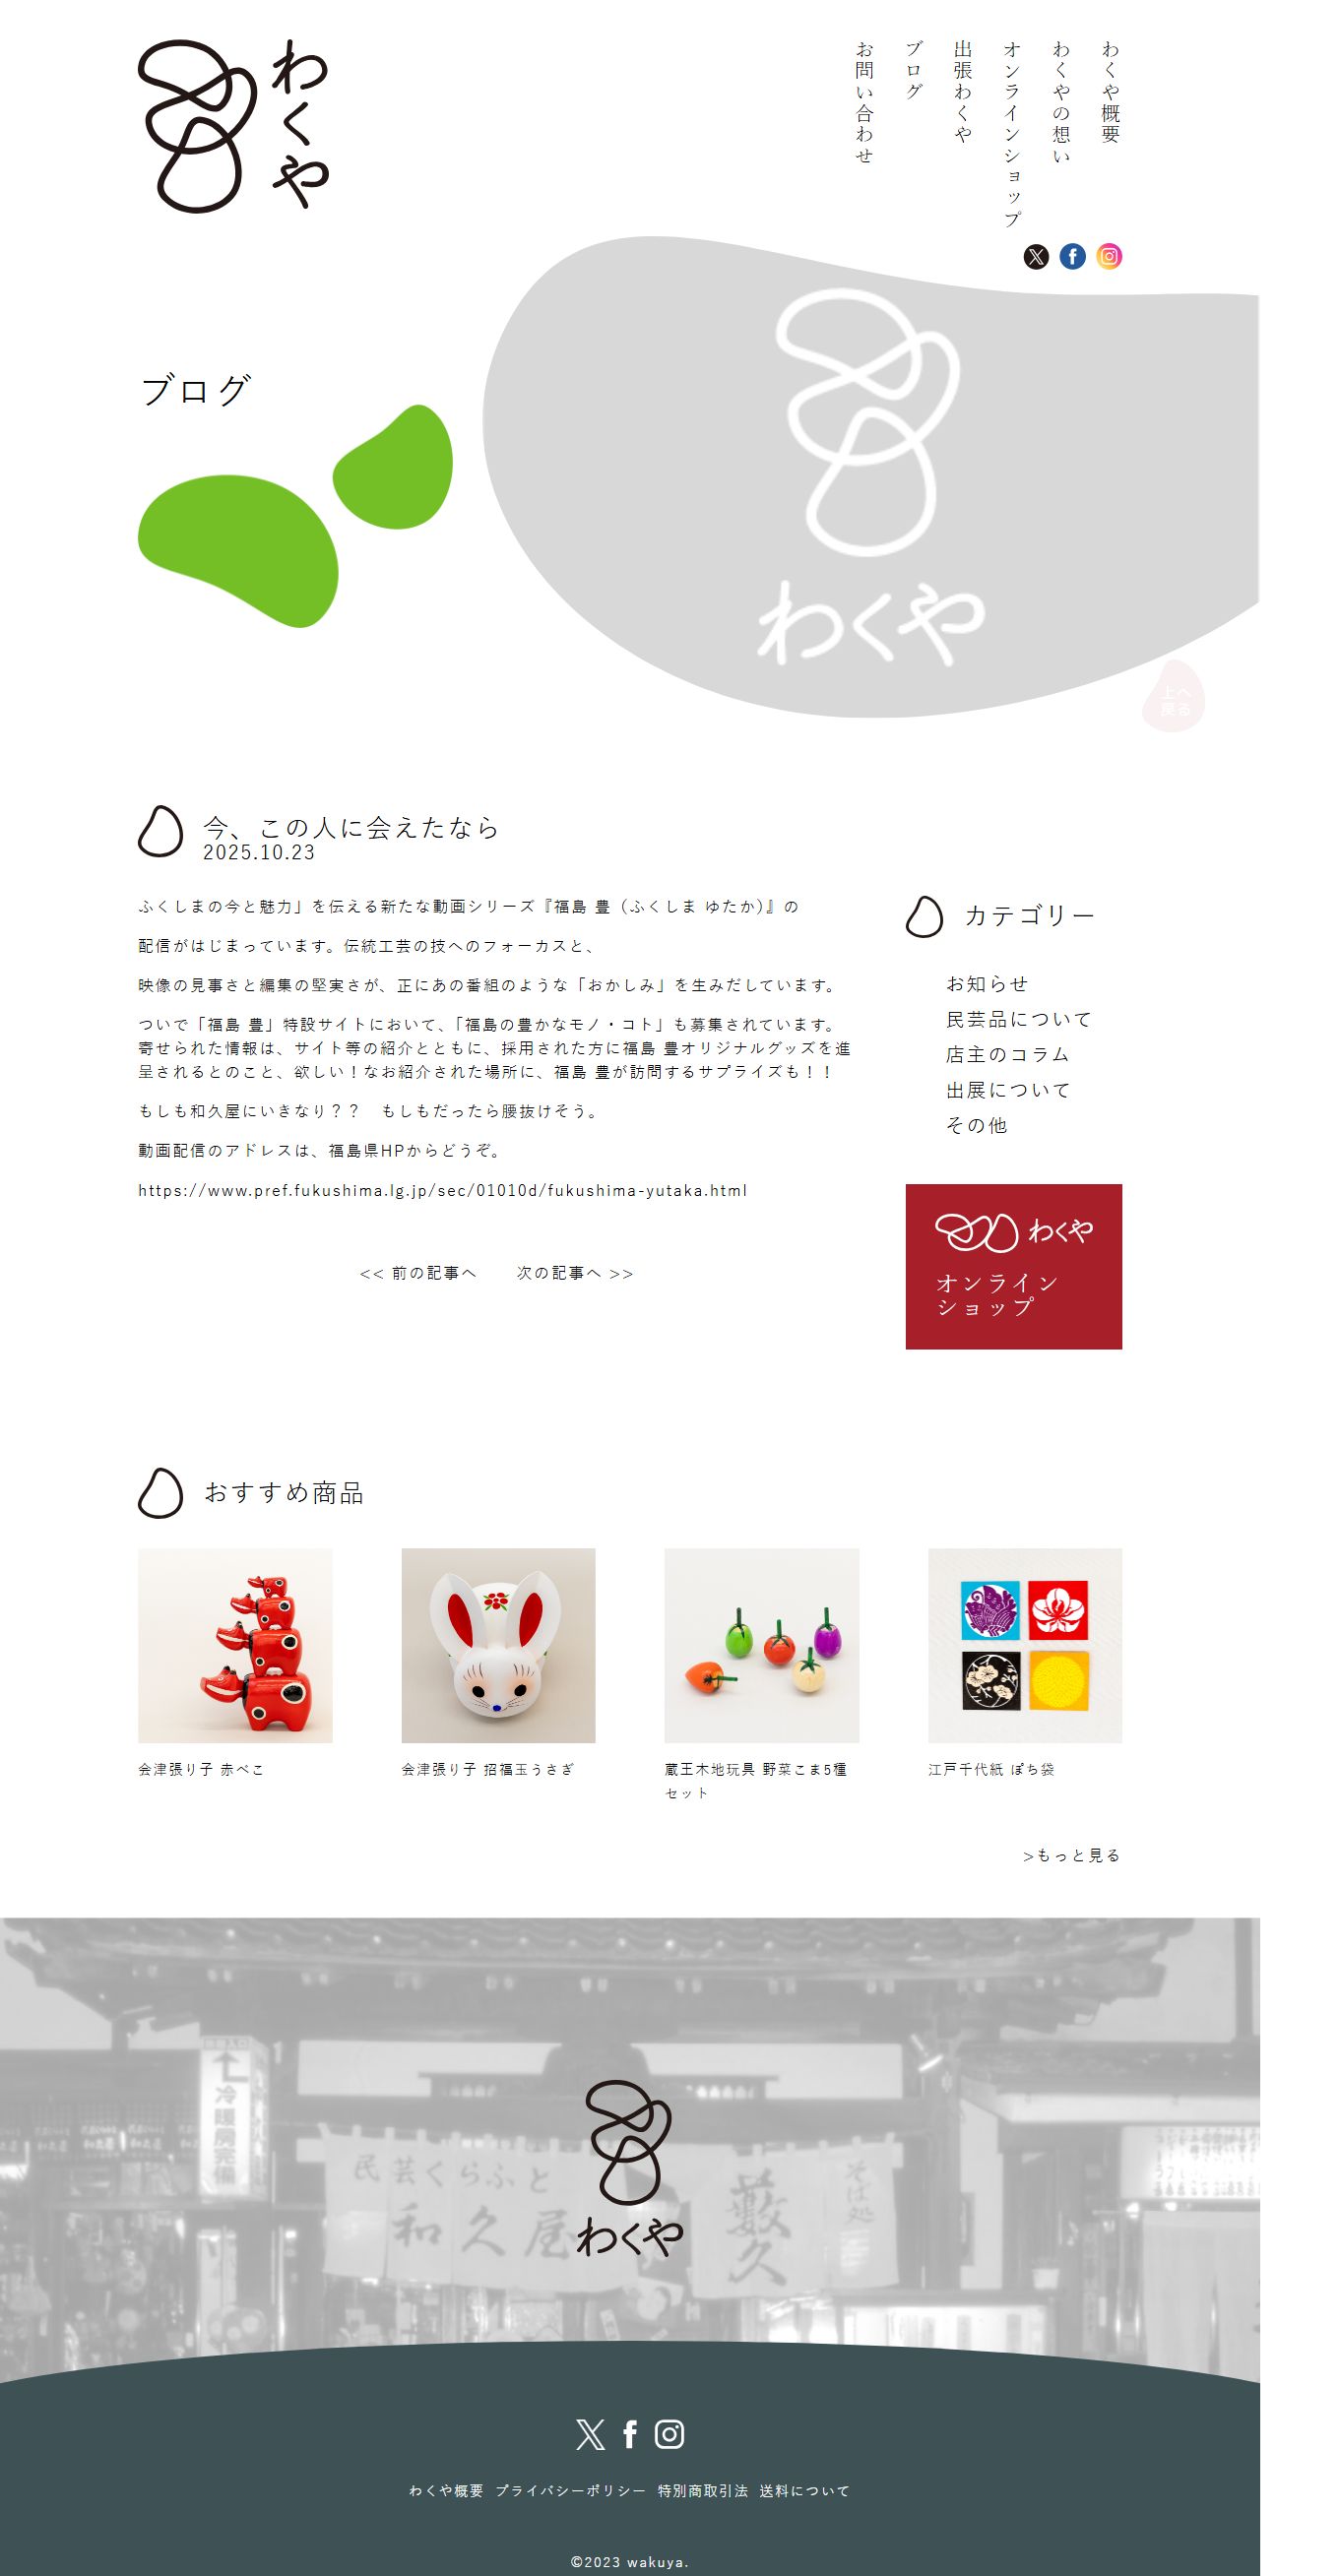 わくや
わくや概要
わくやの想い
オンラインショップ
出張わくや
ブログ
お問い合わせ
ブログ
わくや
上へ
戻る
今、この人に会えたなら
2025.10.23
ふくしまの今と魅力」を伝える新たな動画シリーズ『福島 豊（ふくしま ゆたか）』の
配信がはじまっています。伝統工芸の技へのフォーカスと、
映像の見事さと編集の堅実さが、正にあの番組のような「おかしみ」を生みだしています。
ついで「福島 豊」特設サイトにおいて、「福島の豊かなモノ・コト」も募集されています。
寄せられた情報は、サイト等の紹介とともに、採用された方に福島 豊オリジナルグッズを進
呈されるとのこと、欲しい！なお紹介された場所に、福島 豊が訪問するサプライズも！！
もしも和久屋にいきなり？？　もしもだったら腰抜けそう。
動画配信のアドレスは、福島県HPからどうぞ。
https://www.pref.fukushima.lg.jp/sec/01010d/fukushima-yutaka.html
<< 前の記事へ　　次の記事へ >>
カテゴリー
お知らせ
民芸品について
店主のコラム
出展について
その他
わくや
オンライン
ショップ
おすすめ商品
会津張り子 赤べこ
会津張り子 招福玉うさぎ
蔵王木地玩具 野菜こま5種
セット
江戸千代紙 ぽち袋
>もっと見る
冷暖房完備
民芸くらふと
和久屋
そば処
藪久
わくや
わくや概要 プライバシーポリシー 特別商取引法 送料について
©2023 wakuya.